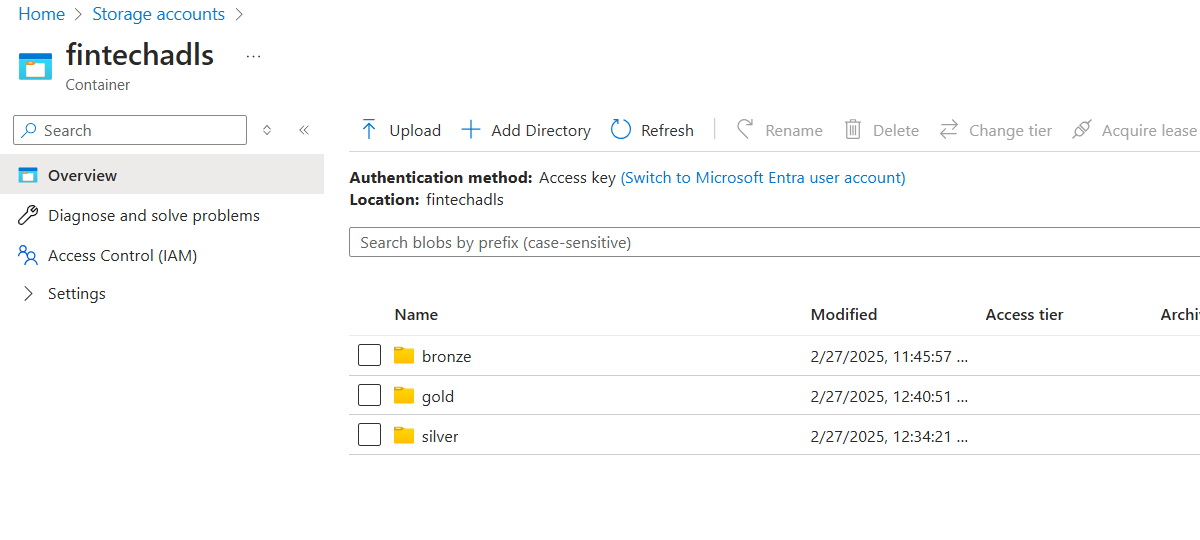 Home > Storage accounts >
fintechadls ...
Container
Search
Upload Add Directory Refresh Rename Delete Change tier Acquire lease
Overview
Diagnose and solve problems
Access Control (IAM)
Settings
Authentication method: Access key (Switch to Microsoft Entra user account)
Location: fintechadls
Search blobs by prefix (case-sensitive)
Name Modified Access tier Archi
bronze 2/27/2025, 11:45:57 ...
gold 2/27/2025, 12:40:51 ...
silver 2/27/2025, 12:34:21 ...